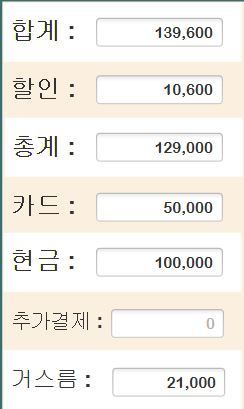 합계 : 139,600
할인 : 10,600
총계 : 129,000
카드 : 50,000
현금 : 100,000
추가결제 : 0
거스름 : 21,000